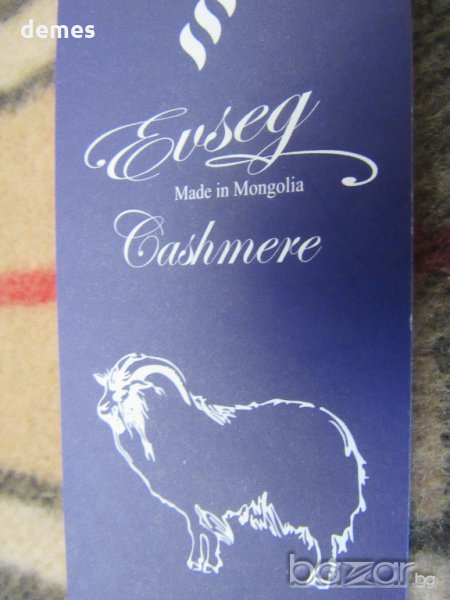 demes
Evseg
Made in Mongolia
Cashmere
bazar.bg